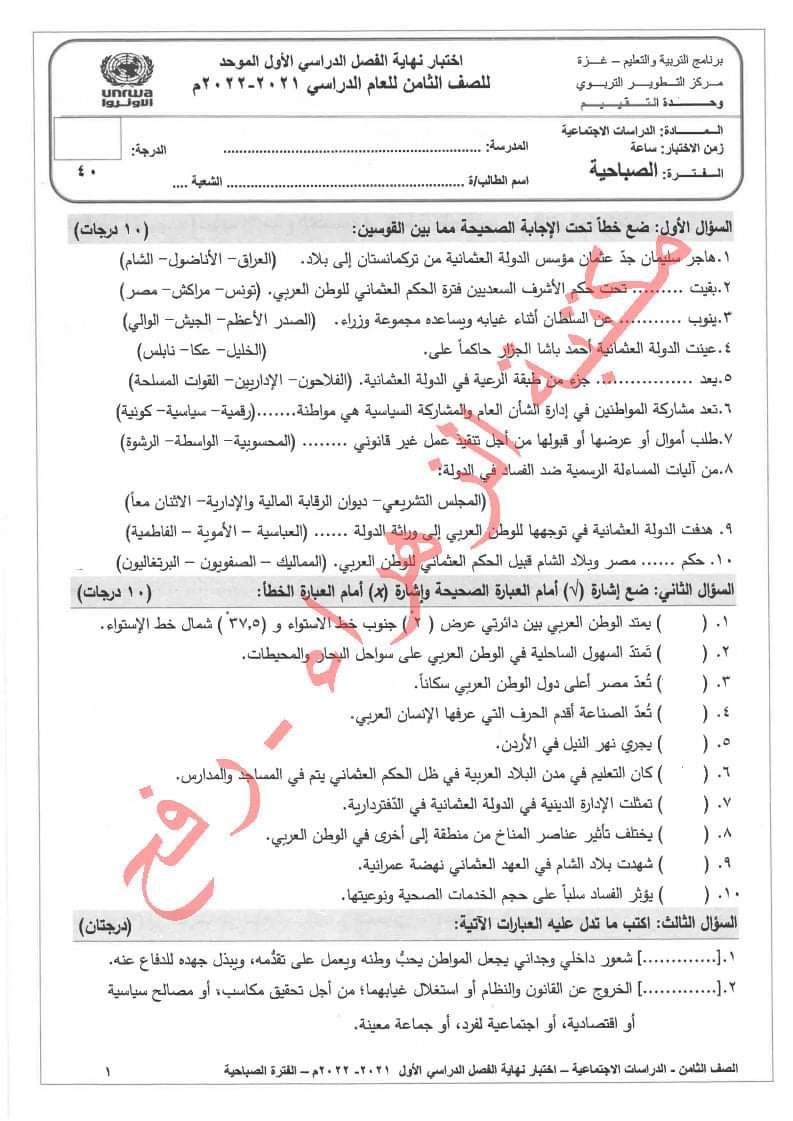 برنامج التربية والتعليم – غزة
مركز التطوير التربوي
وحدة التقييم
اختبار نهاية الفصل الدراسي الأول الموحد
للصف الثامن للعام الدراسي ٢٠٢١-٢٠٢٢م
unrwa
الأونروا
المادة: الدراسات الاجتماعية
زمن الاختبار: ساعة
الفترة: الصباحية
المدرسة: ................................................
اسم الطالب/ة ............................................ الشعبة ....
الدرجة:
٤٠
السؤال الأول: ضع خطاً تحت الإجابة الصحيحة مما بين القوسين: (١٠ درجات)
١.هاجر سليمان جدّ عثمان مؤسس الدولة العثمانية من تركمانستان إلى بلاد. (العراق- الأناضول- الشام)
٢.بقيت ......... تحت حكم الأشرف السعديين فترة الحكم العثماني للوطن العربي. (تونس- مراكش- مصر)
٣.ينوب ........... عن السلطان أثناء غيابه ويساعده مجموعة وزراء. (الصدر الأعظم- الجيش- الوالي)
٤.عينت الدولة العثمانية أحمد باشا الجزار حاكماً على. (الخليل- عكا- نابلس)
٥.يعد ................ جزء من طبقة الرعية في الدولة العثمانية. (الفلاحون- الإداريين- القوات المسلحة)
٦.تعد مشاركة المواطنين في إدارة الشأن العام والمشاركة السياسية هي مواطنة.......(رقمية- سياسية- كونية)
٧.طلب أموال أو عرضها أو قبولها من أجل تنفيذ عمل غير قانوني ........ (المحسوبية- الواسطة- الرشوة)
٨.من آليات المساءلة الرسمية ضد الفساد في الدولة:
(المجلس التشريعي- ديوان الرقابة المالية والإدارية- الاثنان معاً)
٩. هدفت الدولة العثمانية في توجهها للوطن العربي إلى وراثة الدولة ...... (العباسية - الأموية - الفاطمية)
١٠. حكم ...... مصر وبلاد الشام قبيل الحكم العثماني للوطن العربي. (المماليك - الصفويون - البرتغاليون)
السؤال الثاني: ضع إشارة (√) أمام العبارة الصحيحة وإشارة (x) أمام العبارة الخطأ: (١٠ درجات)
١. ( ) يمتد الوطن العربي بين دائرتي عرض (٢°) جنوب خط الاستواء و (٣٧,٥°) شمال خط الإستواء.
٢. ( ) تَمتدّ السهول الساحلية في الوطن العربي على سواحل البحار والمحيطات.
٣. ( ) تُعدّ مصر أعلى دول الوطن العربي سكاناً.
٤. ( ) تُعدّ الصناعة أقدم الحرف التي عرفها الإنسان العربي.
٥. ( ) يجري نهر النيل في الأردن.
٦. ( ) كان التعليم في مدن البلاد العربية في ظل الحكم العثماني يتم في المساجد والمدارس.
٧. ( ) تمثلت الإدارة الدينية في الدولة العثمانية في الدّفتردارية.
٨. ( ) يختلف تأثير عناصر المناخ من منطقة إلى أخرى في الوطن العربي.
٩. ( ) شهدت بلاد الشام في العهد العثماني نهضة عمرانية.
١٠. ( ) يؤثر الفساد سلباً على حجم الخدمات الصحية ونوعيتها.
السؤال الثالث: اكتب ما تدل عليه العبارات الآتية: (درجتان)
١.[.............] شعور داخلي وجداني يجعل المواطن يحبُّ وطنه ويعمل على تقدُّمه، ويبذل جهده للدفاع عنه.
٢.[.............] الخروج عن القانون والنظام أو استغلال غيابهما؛ من أجل تحقيق مكاسب، أو مصالح سياسية
أو اقتصادية، أو اجتماعية لفرد، أو جماعة معينة.
الصف الثامن - الدراسات الاجتماعية – اختبار نهاية الفصل الدراسي الأول ٢٠٢١- ٢٠٢٢م – الفترة الصباحية
١
مكتبة الزهراء - رفح